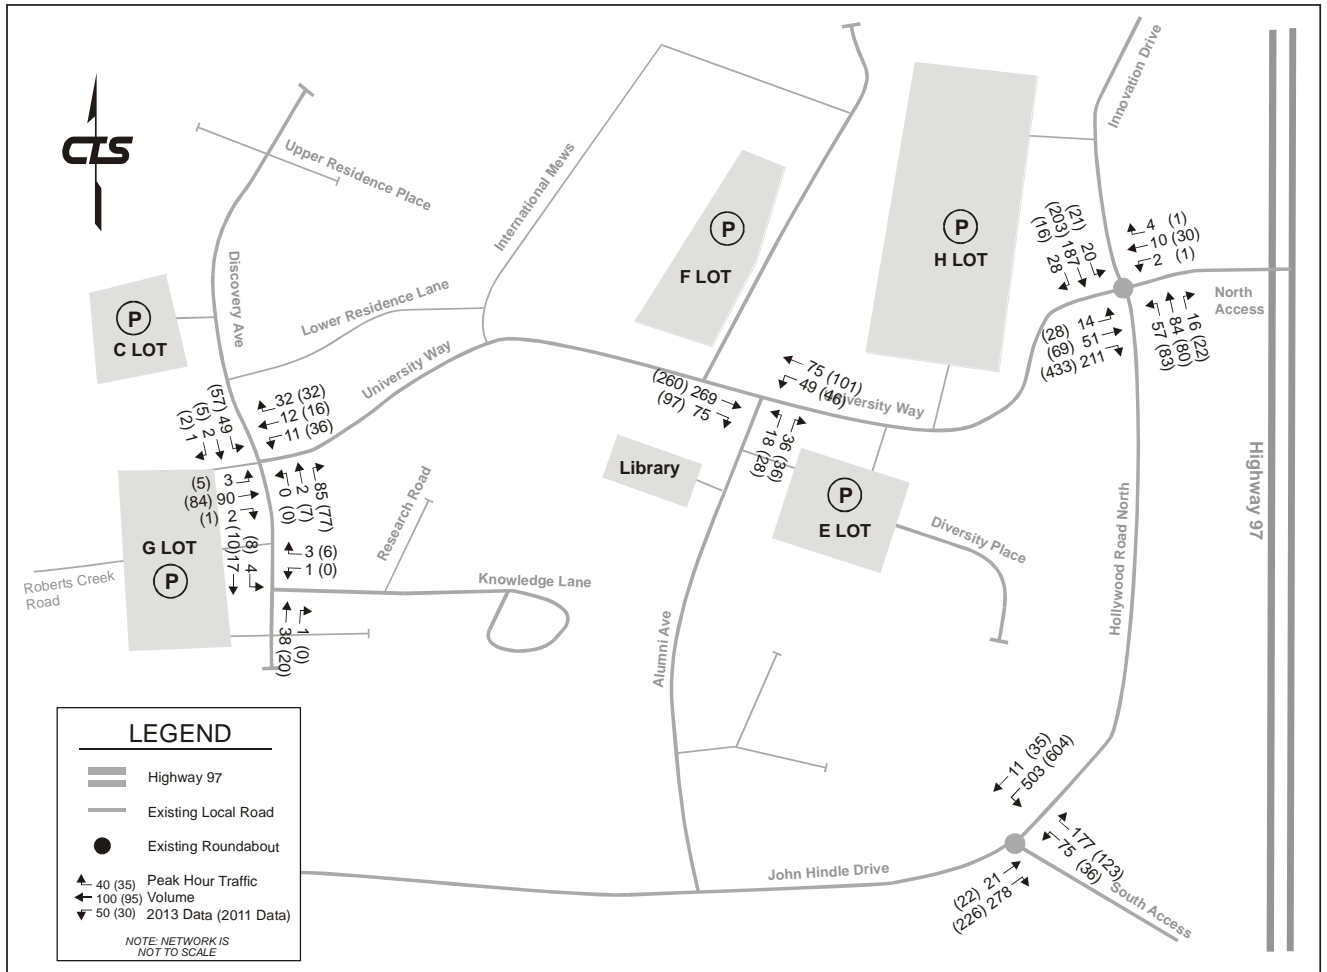 CTS
Upper Residence Place
International Mews
Innovation Drive
P
F LOT
P
H LOT
(21) 20
(203) 187
(16) 28
4 (1)
10 (30)
2 (1)
Discovery Ave
Lower Residence Lane
North
Access
P
C LOT
University Way
(28) 14
(69) 51
(433) 211
16 (22)
84 (80)
57 (83)
(260) 269
(97) 75
75 (101)
49 (46)
University Way
(57) 49
(5) 2
(2) 1
32 (32)
12 (16)
11 (36)
36 (36)
18 (28)
Library
P
E LOT
Highway 97
(5) 3
(84) 90
(1) 2
85 (77)
2 (7)
0 (0)
Research Road
Diversity Place
Hollywood Road North
G LOT
P
(8) 4
(10) 17
3 (6)
1 (0)
Roberts Creek
Road
Knowledge Lane
1 (0)
38 (20)
Alumni Ave
LEGEND
Highway 97
Existing Local Road
Existing Roundabout
40 (35) Peak Hour Traffic
100 (95) Volume
50 (30) 2013 Data (2011 Data)
NOTE: NETWORK IS
NOT TO SCALE
11 (35)
503 (604)
177 (123)
75 (36)
John Hindle Drive
(22) 21
(226) 278
South Access